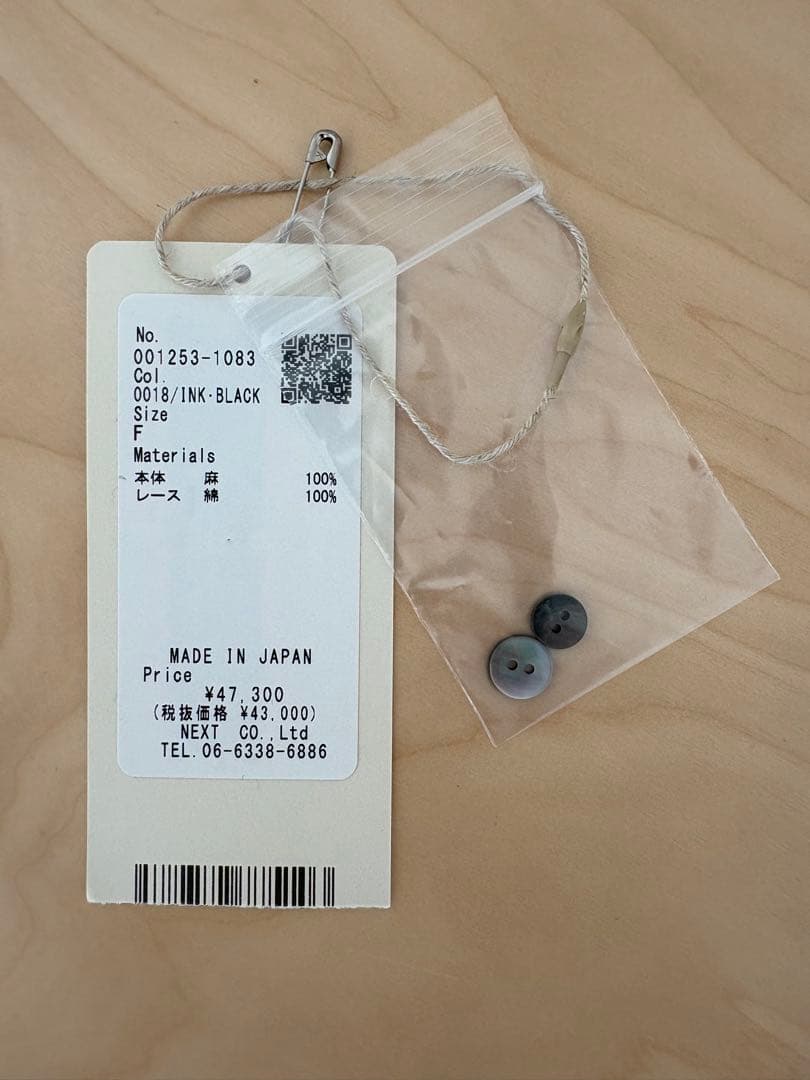 No.
001253-1083
Col.
0018/INK·BLACK
Size
F
Materials
本体 麻 100%
レース 綿 100%
MADE IN JAPAN
Price
¥47,300
(税抜価格 ¥43,000)
NEXT CO.,Ltd
TEL.06-6338-6886